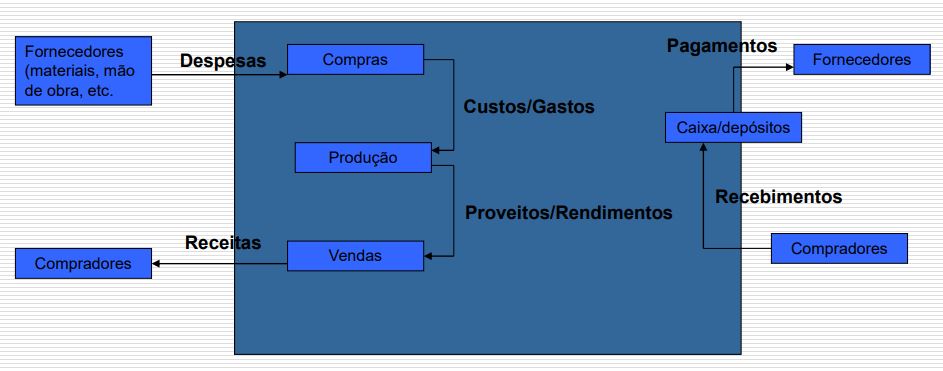 Fornecedores
(materiais, mão
de obra, etc.
Despesas
Compras
Custos/Gastos
Produção
Proveitos/Rendimentos
Vendas
Receitas
Compradores
Pagamentos
Fornecedores
Caixa/depósitos
Recebimentos
Compradores